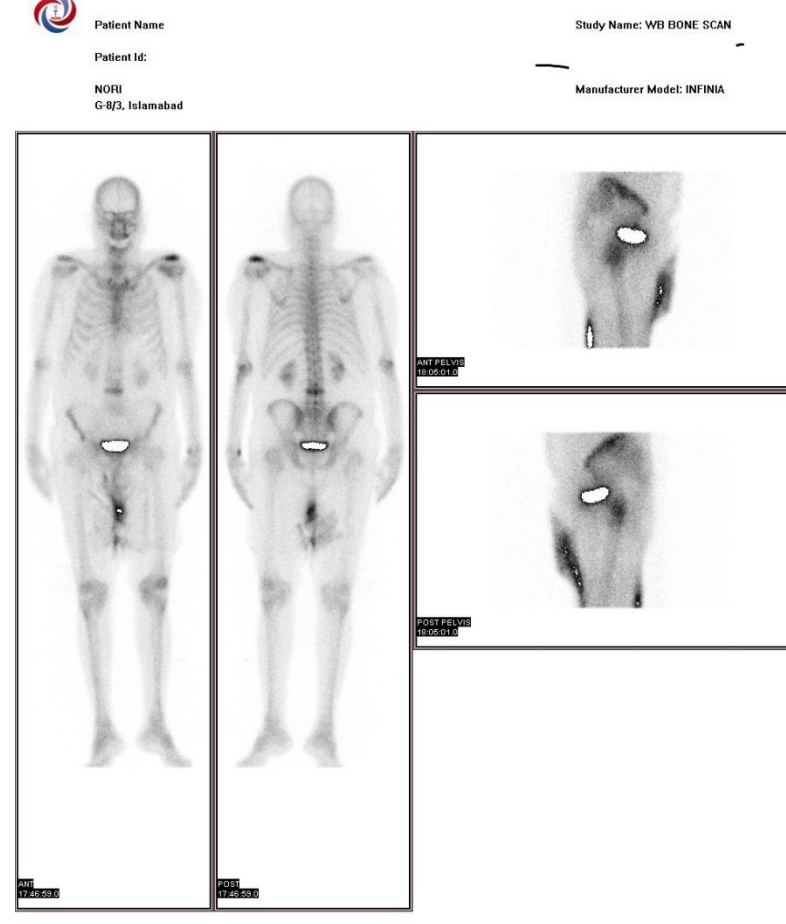 Patient Name
Study Name: WB BONE SCAN
Patient Id:
NORI
Manufacturer Model: INFINIA
G-8/3, Islamabad
ANT PELVIS
18:05:01.0
POST PELVIS
18:05:01.0
ANT
17:46:59.0
POST
17:46:59.0